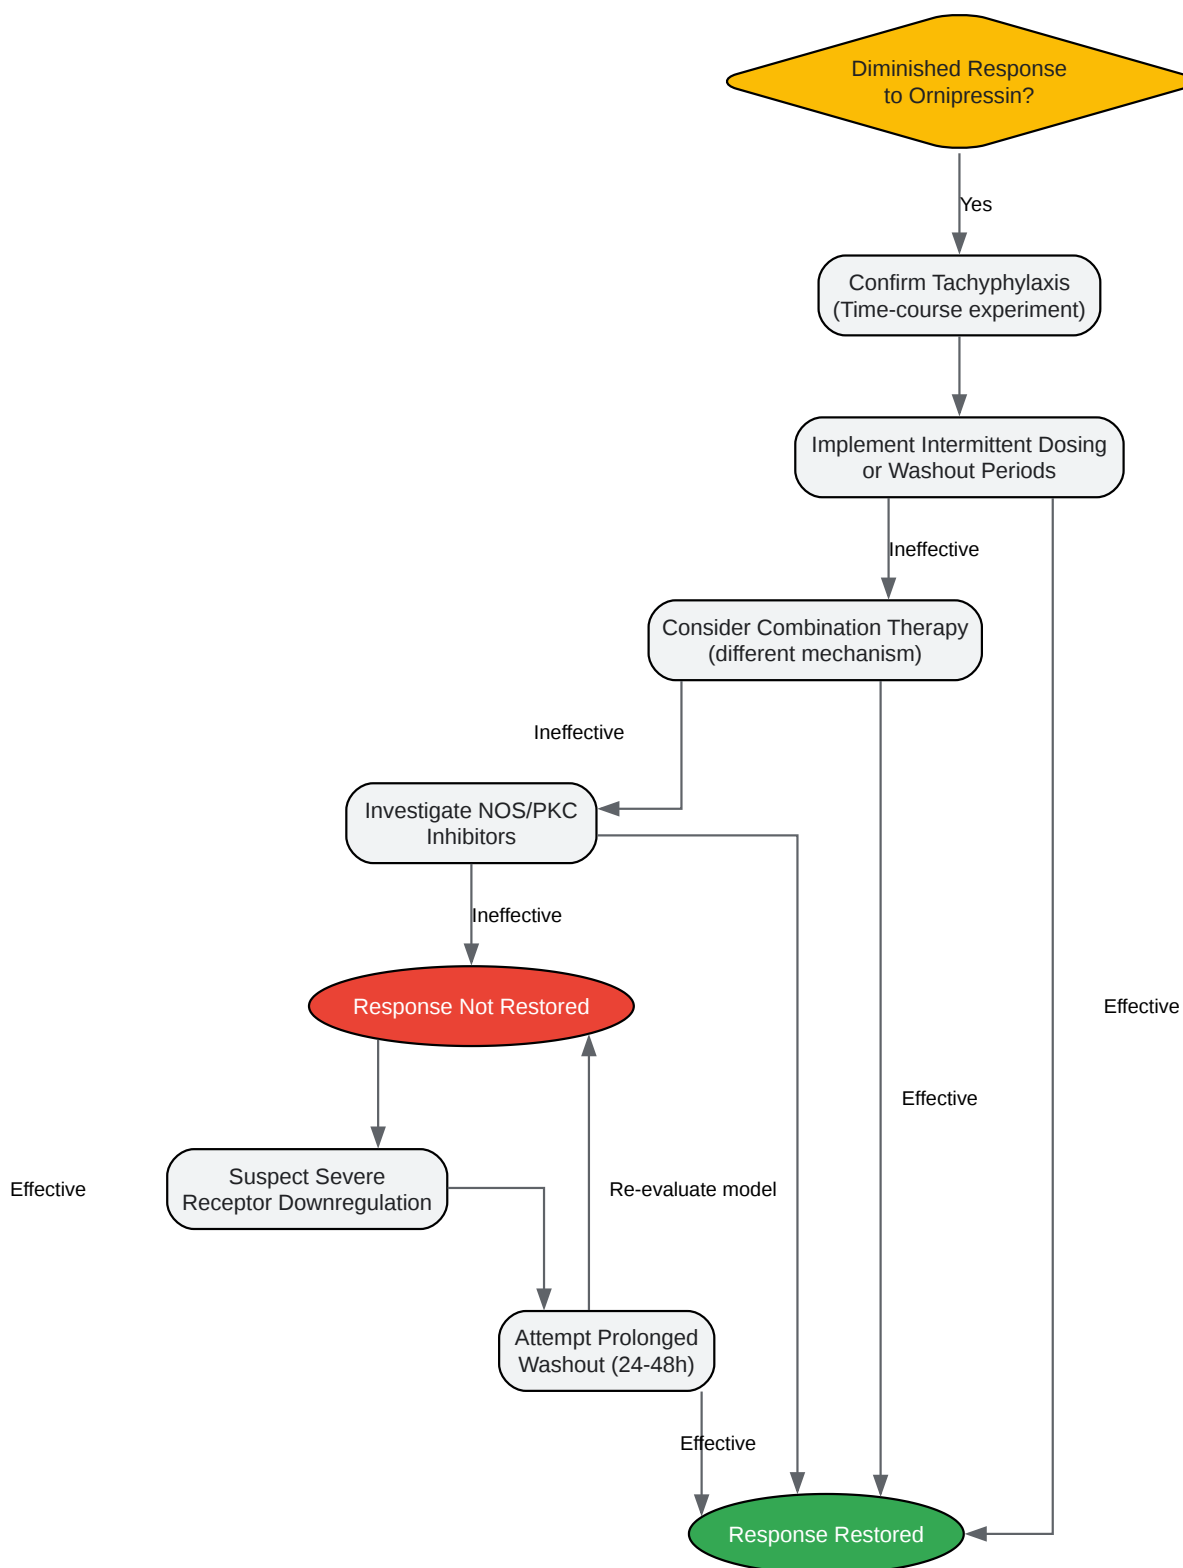 Diminished Response
to Ornipressin?
Yes
Confirm Tachyphylaxis
(Time-course experiment)
Implement Intermittent Dosing
or Washout Periods
Ineffective
Consider Combination Therapy
(different mechanism)
Ineffective
Investigate NOS/PKC
Inhibitors
Ineffective
Response Not Restored
Effective
Effective
Suspect Severe
Receptor Downregulation
Effective
Re-evaluate model
Attempt Prolonged
Washout (24-48h)
Effective
Response Restored